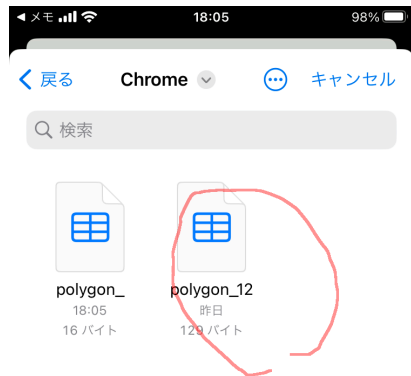 ◀ メモ 18:05 98%
戻る Chrome キャンセル
検索
polygon_ polygon_12
18:05 昨日
16 バイト 129 バイト